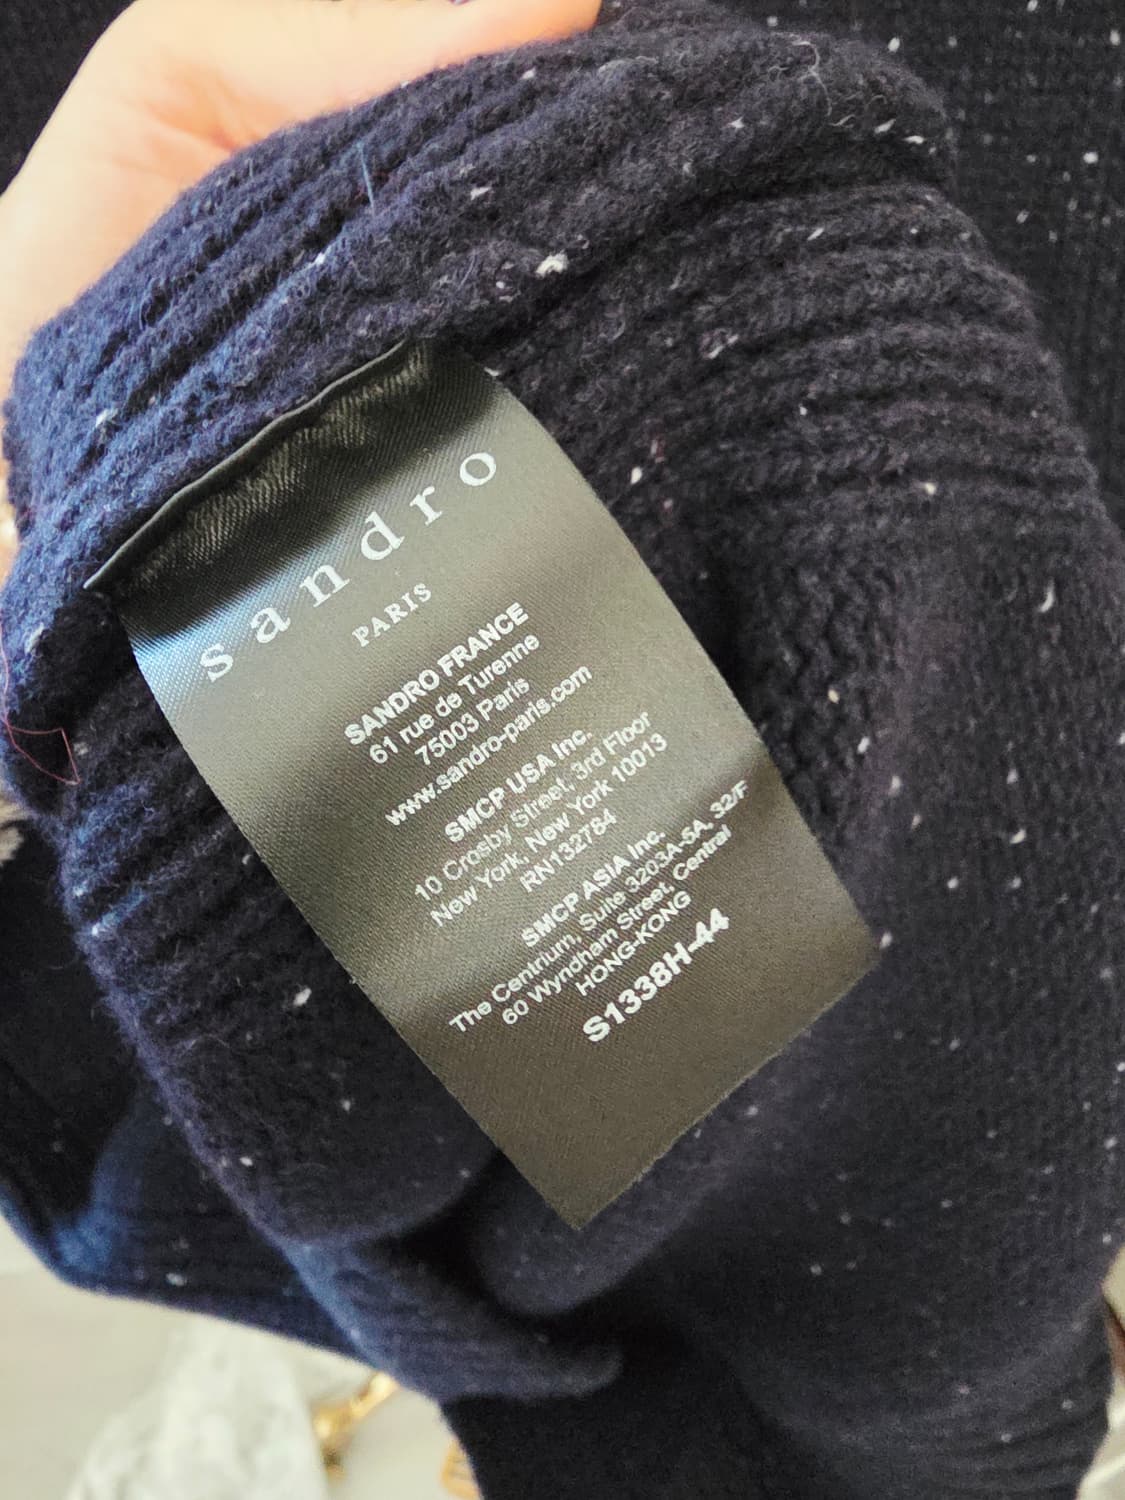 sandro
PARIS
SANDRO FRANCE
61 rue de Turenne
75003 Paris
www.sandro-paris.com
SMCP USA Inc.
10 Crosby Street, 3rd Floor
New York, New York 10013
RN132784
SMCP ASIA Inc.
The Centrium, Suite 3203A-5A, 32/F
60 Wyndham Street, Central
HONG-KONG
S1338H-44